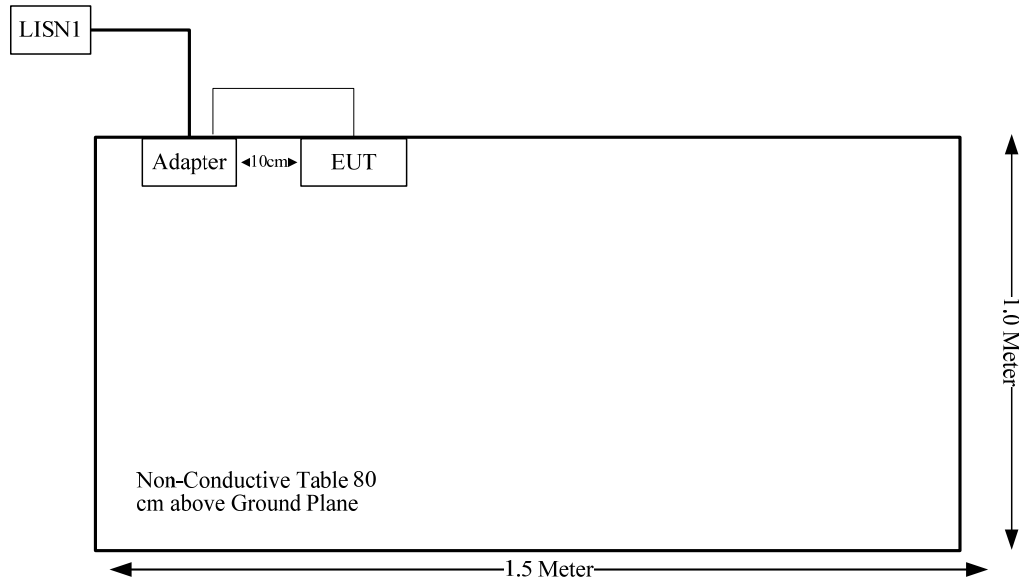 LISN1
Adapter
10cm
EUT
1.0 Meter
Non-Conductive Table 80
cm above Ground Plane
1.5 Meter